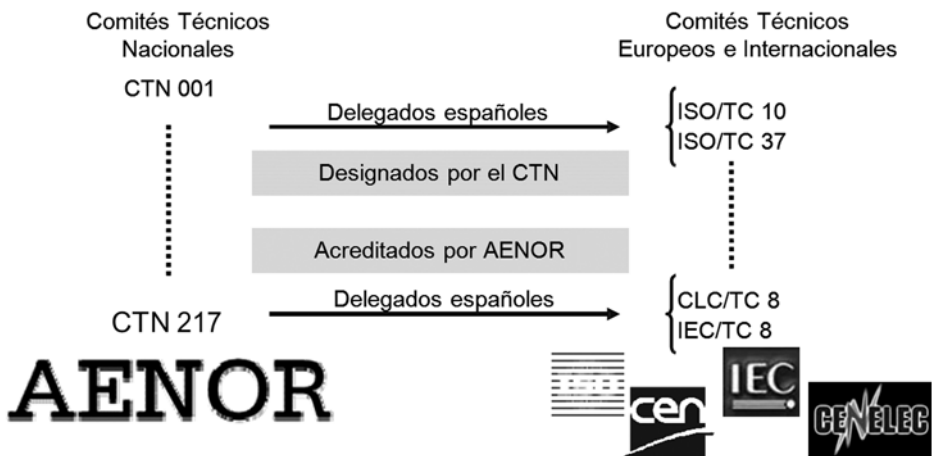 Comités Técnicos
Nacionales
CTN 001
Comités Técnicos
Europeos e Internacionales
Delegados españoles
ISO/TC 10
ISO/TC 37
Designados por el CTN
Acreditados por AENOR
Delegados españoles
CTN 217
CLC/TC 8
IEC/TC 8
AENOR
ISO
cen
IEC
CENELEC